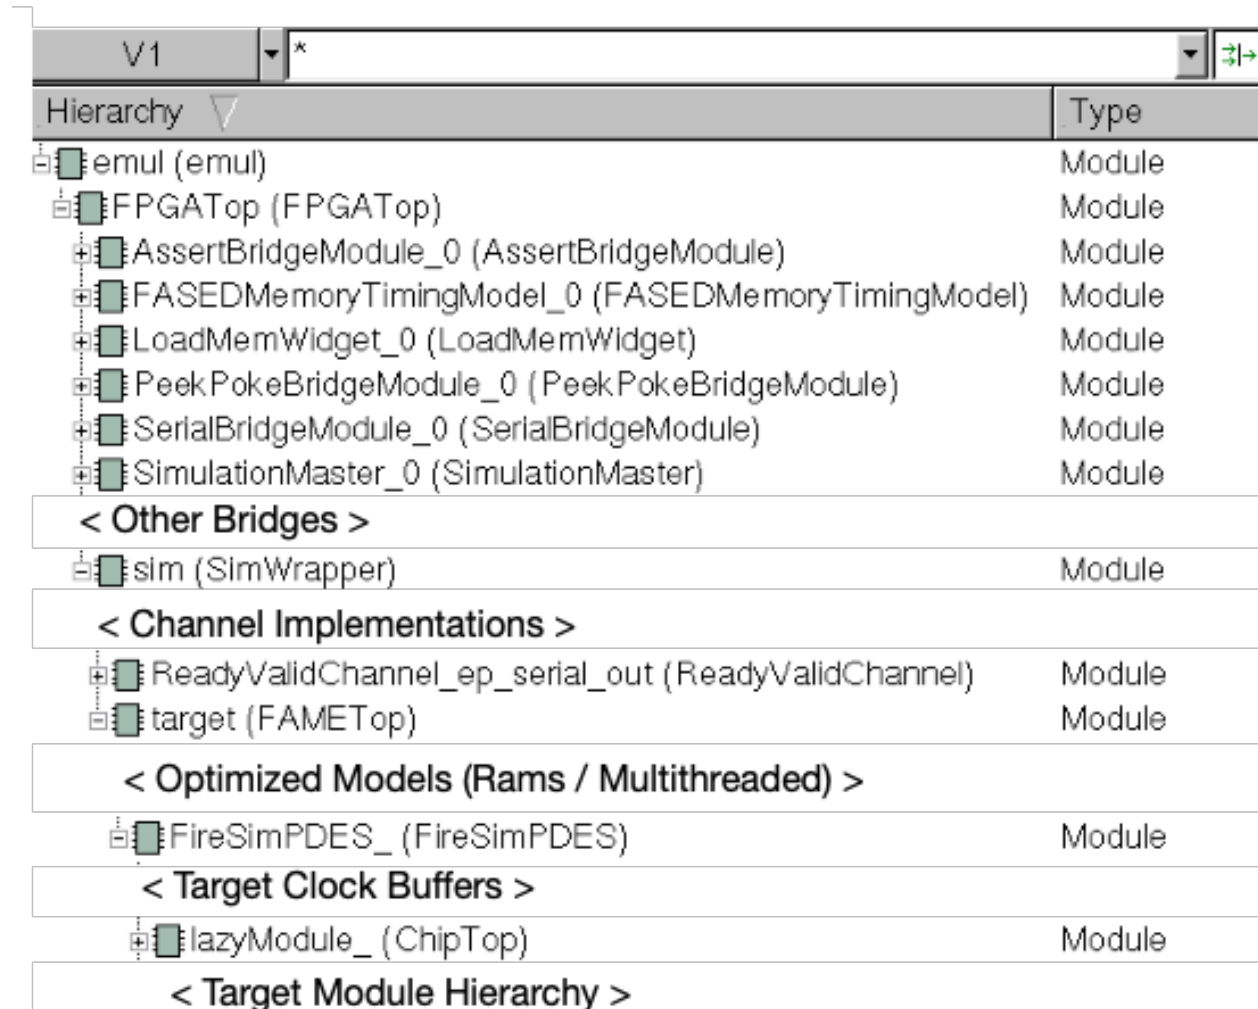 V1 *
Hierarchy Type
emul (emul) Module
FPGATop (FPGATop) Module
AssertBridgeModule_0 (AssertBridgeModule) Module
FASEDMemoryTimingModel_0 (FASEDMemoryTimingModel) Module
LoadMemWidget_0 (LoadMemWidget) Module
PeekPokeBridgeModule_0 (PeekPokeBridgeModule) Module
SerialBridgeModule_0 (SerialBridgeModule) Module
SimulationMaster_0 (SimulationMaster) Module
< Other Bridges >
sim (SimWrapper) Module
< Channel Implementations >
ReadyValidChannel_ep_serial_out (ReadyValidChannel) Module
target (FAMETop) Module
< Optimized Models (Rams / Multithreaded) >
FireSimPDES_ (FireSimPDES) Module
< Target Clock Buffers >
lazyModule_ (ChipTop) Module
< Target Module Hierarchy >